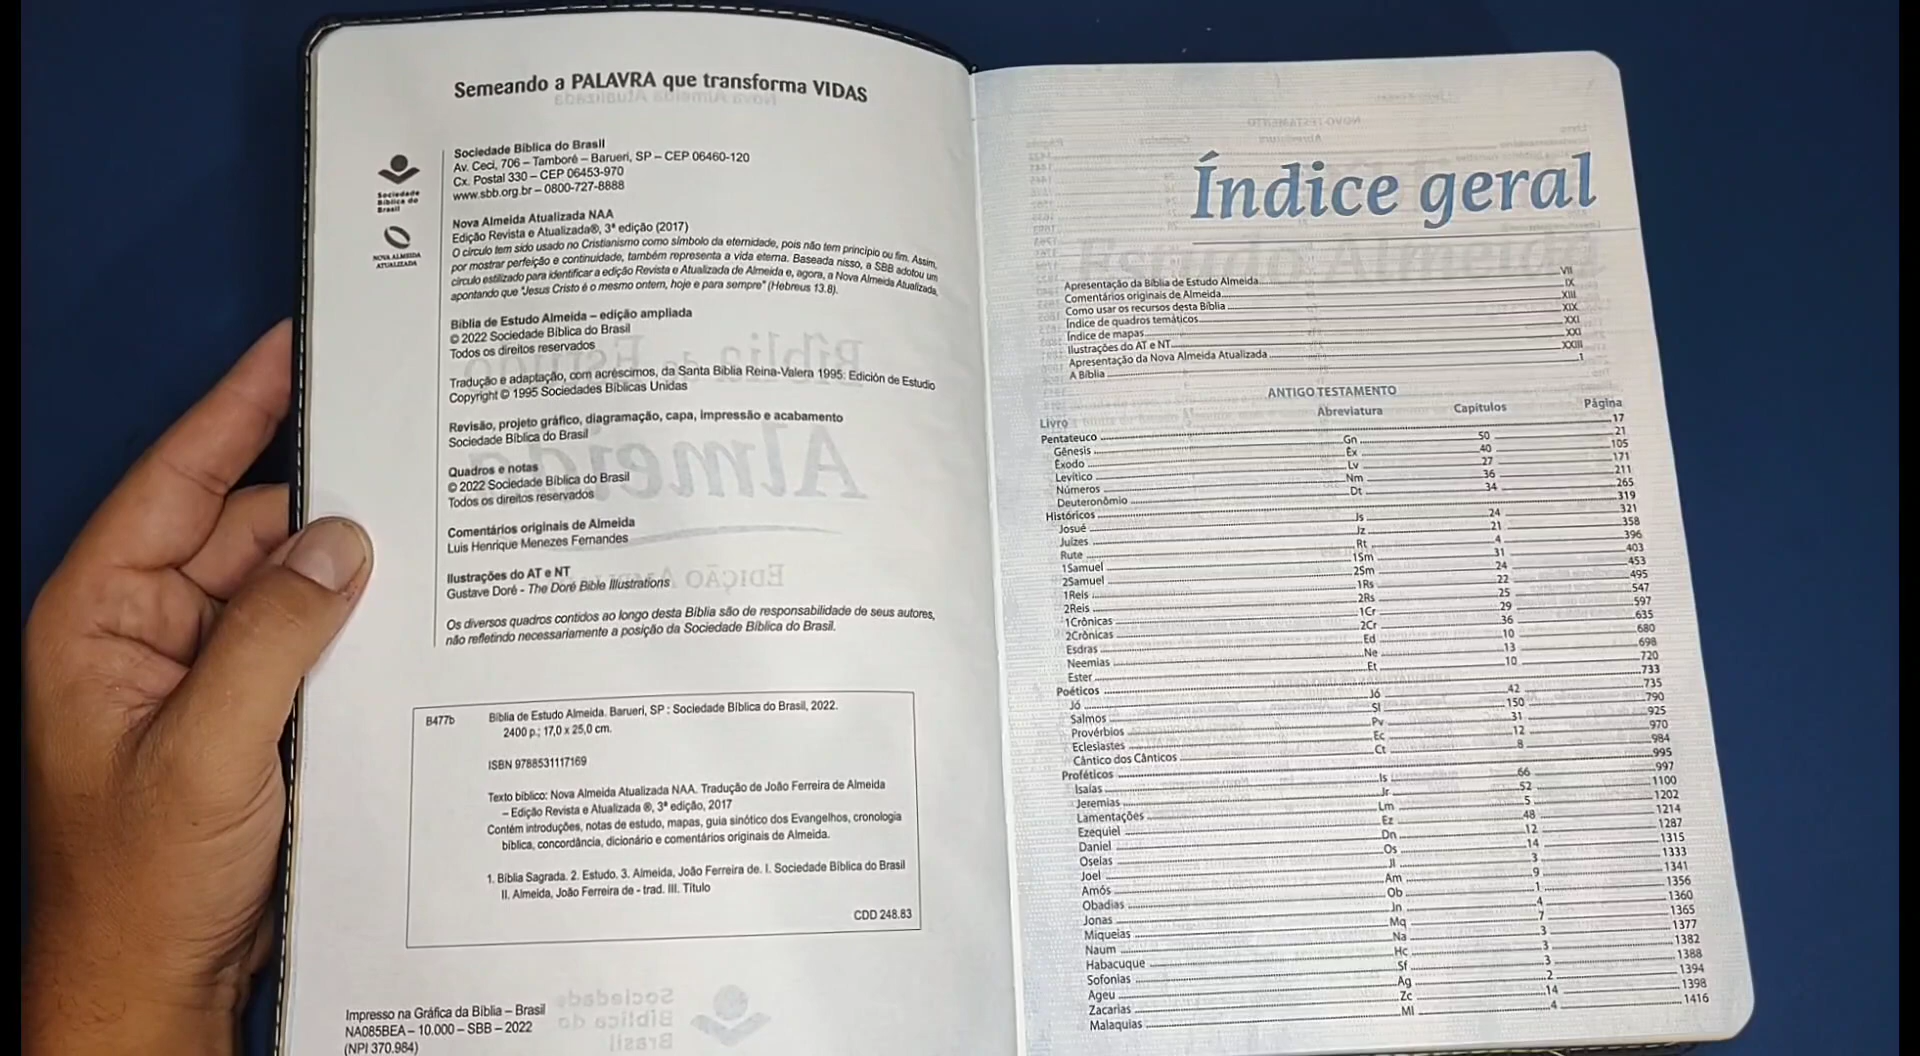 Semeando a PALAVRA que transforma VIDAS
Sociedade
Bíblica do
Brasil
NOVA ALMEIDA
ATUALIZADA
Sociedade Bíblica do Brasil
Av. Ceci, 706 – Tamboré – Barueri, SP – CEP 06460-120
Cx. Postal 330 – CEP 06453-970
www.sbb.org.br – 0800-727-8888
Nova Almeida Atualizada NAA
Edição Revista e Atualizada®, 3ª edição (2017)
O círculo tem sido usado no Cristianismo como símbolo da eternidade, pois não tem princípio ou fim. Assim,
por mostrar perfeição e continuidade, também representa a vida eterna. Baseada nisso, a SBB adotou um
círculo estilizado para identificar a edição Revista e Atualizada de Almeida e, agora, a Nova Almeida Atualizada,
apontando que "Jesus Cristo é o mesmo ontem, hoje e para sempre" (Hebreus 13.8).
Bíblia de Estudo Almeida – edição ampliada
© 2022 Sociedade Bíblica do Brasil
Todos os direitos reservados
Tradução e adaptação, com acréscimos, da Santa Biblia Reina-Valera 1995: Edición de Estudio
Copyright © 1995 Sociedades Bíblicas Unidas
Revisão, projeto gráfico, diagramação, capa, impressão e acabamento
Sociedade Bíblica do Brasil
Quadros e notas
© 2022 Sociedade Bíblica do Brasil
Todos os direitos reservados
Comentários originais de Almeida
Luis Henrique Menezes Fernandes
Ilustrações do AT e NT
Gustave Doré - The Doré Bible Illustrations
Os diversos quadros contidos ao longo desta Bíblia são de responsabilidade de seus autores,
não refletindo necessariamente a posição da Sociedade Bíblica do Brasil.
B477b Bíblia de Estudo Almeida. Barueri, SP : Sociedade Bíblica do Brasil, 2022.
2400 p.; 17,0 x 25,0 cm.
ISBN 9788531117169
Texto bíblico: Nova Almeida Atualizada NAA. Tradução de João Ferreira de Almeida
– Edição Revista e Atualizada ®, 3ª edição, 2017
Contém introduções, notas de estudo, mapas, guia sinótico dos Evangelhos, cronologia
bíblica, concordância, dicionário e comentários originais de Almeida.
1. Bíblia Sagrada. 2. Estudo. 3. Almeida, João Ferreira de. I. Sociedade Bíblica do Brasil
II. Almeida, João Ferreira de - trad. III. Título
CDD 248.83
Impresso na Gráfica da Bíblia – Brasil
NA085BEA – 10.000 – SBB – 2022
(NPI 370.984)
Índice geral
Apresentação da Bíblia de Estudo Almeida VII
Comentários originais de Almeida IX
Como usar os recursos desta Bíblia XIII
Índice de quadros temáticos XIX
Índice de mapas XXI
Ilustrações do AT e NT XXI
Apresentação da Nova Almeida Atualizada XXIII
A Bíblia 1
ANTIGO TESTAMENTO
Livro Abreviatura Capítulos Página
Pentateuco 17
Gênesis Gn 50 21
Êxodo Êx 40 105
Levítico Lv 27 171
Números Nm 36 211
Deuteronômio Dt 34 265
Históricos 319
Josué Js 24 321
Juízes Jz 21 358
Rute Rt 4 396
1Samuel 1Sm 31 403
2Samuel 2Sm 24 453
1Reis 1Rs 22 495
2Reis 2Rs 25 547
1Crônicas 1Cr 29 597
2Crônicas 2Cr 36 635
Esdras Ed 10 680
Neemias Ne 13 698
Ester Et 10 720
Poéticos 733
Jó Jó 42 735
Salmos Sl 150 790
Provérbios Pv 31 925
Eclesiastes Ec 12 970
Cântico dos Cânticos Ct 8 984
Proféticos 995
Isaías Is 66 997
Jeremias Jr 52 1100
Lamentações Lm 5 1202
Ezequiel Ez 48 1214
Daniel Dn 12 1287
Oseias Os 14 1315
Joel Jl 3 1333
Amós Am 9 1341
Obadias Ob 1 1356
Jonas Jn 4 1360
Miqueias Mq 7 1365
Naum Na 3 1377
Habacuque Hc 3 1382
Sofonias Sf 3 1388
Ageu Ag 2 1394
Zacarias Zc 14 1398
Malaquias Ml 4 1416